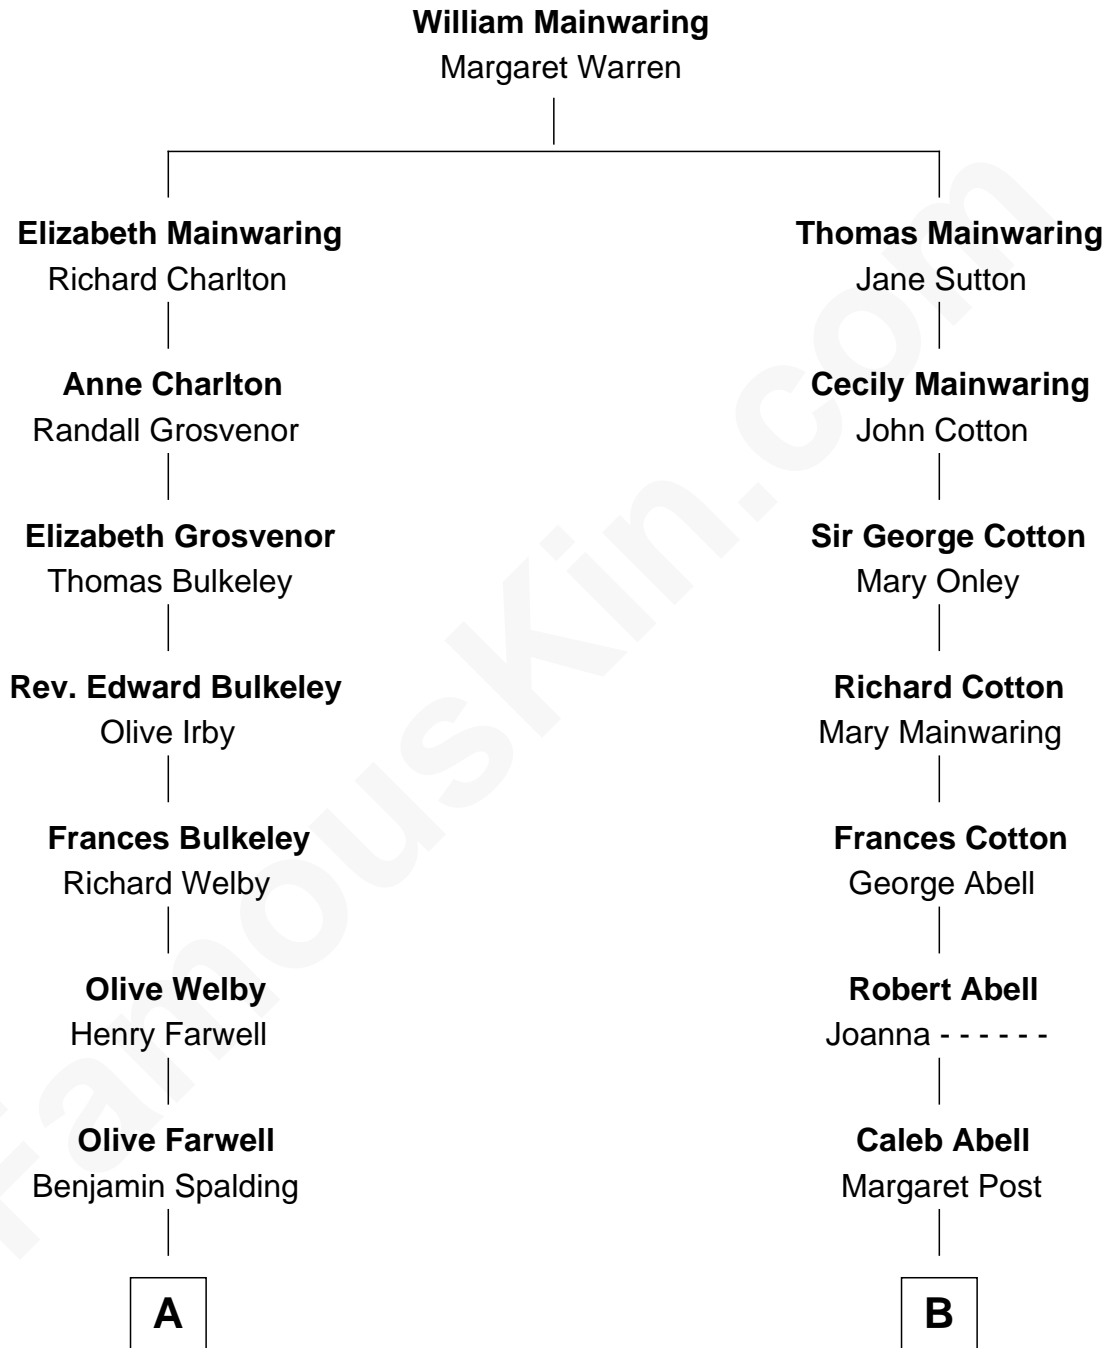 William Mainwaring
Margaret Warren
Elizabeth Mainwaring
Richard Charlton
Thomas Mainwaring
Jane Sutton
Anne Charlton
Randall Grosvenor
Cecily Mainwaring
John Cotton
Elizabeth Grosvenor
Thomas Bulkeley
Sir George Cotton
Mary Onley
Rev. Edward Bulkeley
Olive Irby
Richard Cotton
Mary Mainwaring
Frances Bulkeley
Richard Welby
Frances Cotton
George Abell
Olive Welby
Henry Farwell
Robert Abell
Joanna - - - - - -
Olive Farwell
Benjamin Spalding
Caleb Abell
Margaret Post
A
B
FamousKin.com